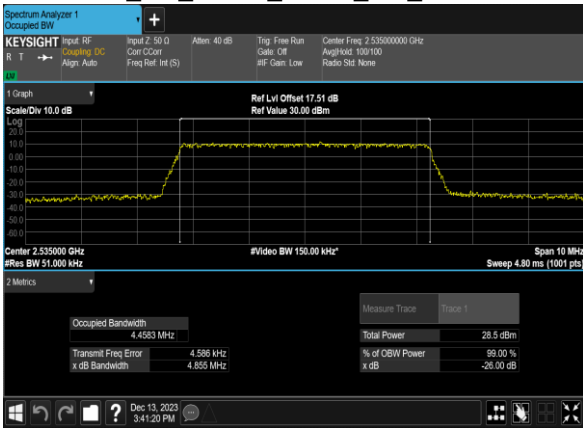 Spectrum Analyzer 1
Occupied BW
+
KEYSIGHT Input: RF Input Z: 50 Ω Atten: 40 dB Trig: Free Run Center Freq: 2.535000000 GHz
R T Coupling: DC Corr CCorr Gate: Off Avg|Hold: 100/100
Align: Auto Freq Ref: Int (S) #IF Gain: Low Radio Std: None
1 Graph
Ref Lvl Offset 17.51 dB
Scale/Div 10.0 dB Ref Value 30.00 dBm
Log
20.0
10.0
0.00
-10.0
-20.0
-30.0
-40.0
-50.0
-60.0
Center 2.535000 GHz #Video BW 150.00 kHz* Span 10 MHz
#Res BW 51.000 kHz Sweep 4.80 ms (1001 pts)
2 Metrics
Measure Trace Trace 1
Occupied Bandwidth
4.4583 MHz Total Power 28.5 dBm
Transmit Freq Error 4.586 kHz % of OBW Power 99.00 %
x dB Bandwidth 4.855 MHz x dB -26.00 dB
? Dec 13, 2023
3:41:20 PM